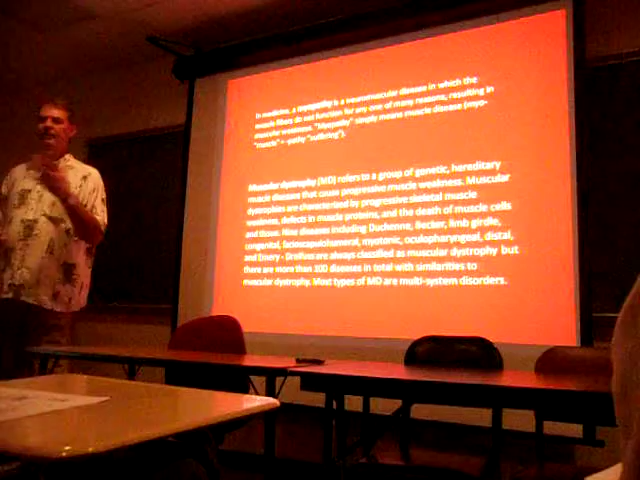 In medicine, a myopathy is a neuromuscular disease in which the
muscle fibers do not function for any one of many reasons, resulting in
muscular weakness. "Myopathy" simply means muscle disease (myo-
"muscle" + -pathy "suffering").
Muscular dystrophy (MD) refers to a group of genetic, hereditary
muscle diseases that cause progressive muscle weakness. Muscular
dystrophies are characterized by progressive skeletal muscle
weakness, defects in muscle proteins, and the death of muscle cells
and tissue. Nine diseases including Duchenne, Becker, limb girdle,
congenital, facioscapulohumeral, myotonic, oculopharyngeal, distal,
and Emery - Dreifuss are always classified as muscular dystrophy but
there are more than 100 diseases in total with similarities to
muscular dystrophy. Most types of MD are multi-system disorders.